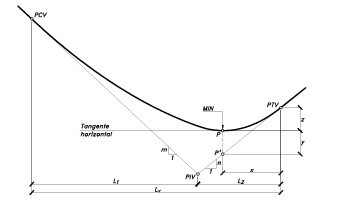 PCV
MIN
PTV
Tangente
horizontal
P
z
m
1
P'
y
n
1
PIV
x
L1
L2
Lv